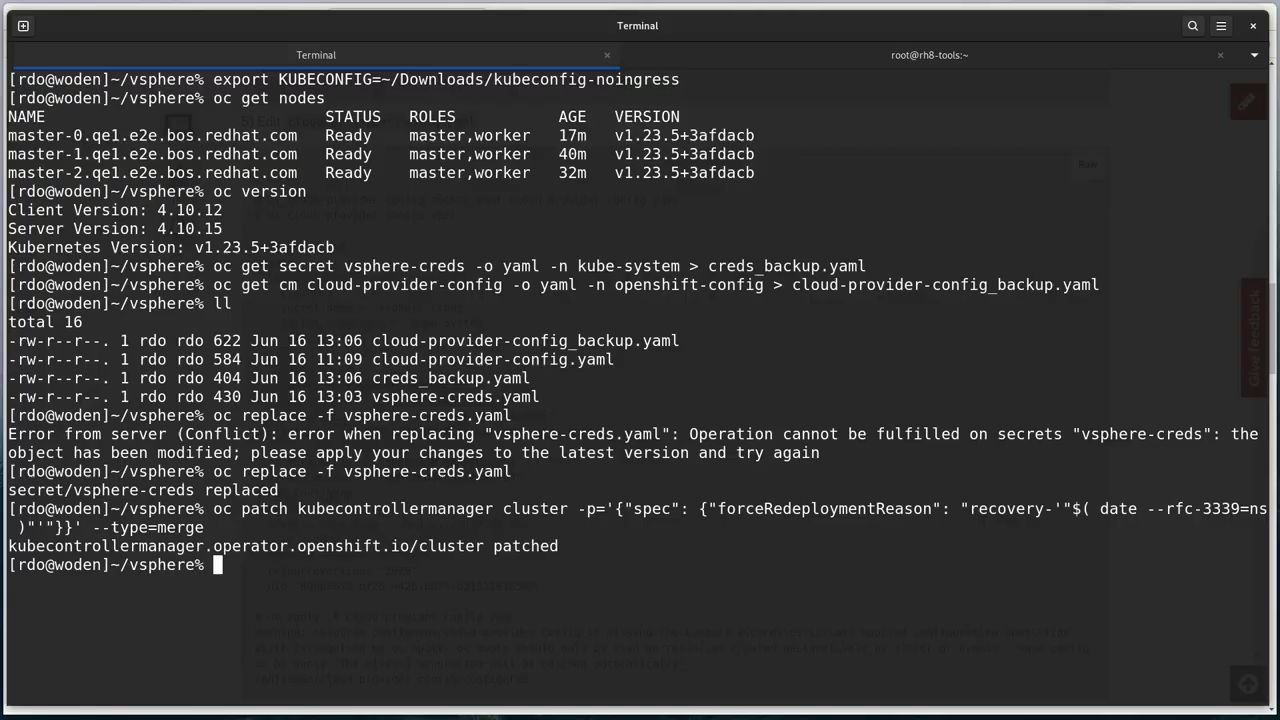 Terminal
Terminal
root@rh8-tools:~
[rdo@woden]~/vsphere% export KUBECONFIG=~/Downloads/kubeconfig-noingress
[rdo@woden]~/vsphere% oc get nodes
NAME STATUS ROLES AGE VERSION
master-0.qe1.e2e.bos.redhat.com Ready master,worker 17m v1.23.5+3afdacb
master-1.qe1.e2e.bos.redhat.com Ready master,worker 40m v1.23.5+3afdacb
master-2.qe1.e2e.bos.redhat.com Ready master,worker 32m v1.23.5+3afdacb
[rdo@woden]~/vsphere% oc version
Client Version: 4.10.12
Server Version: 4.10.15
Kubernetes Version: v1.23.5+3afdacb
[rdo@woden]~/vsphere% oc get secret vsphere-creds -o yaml -n kube-system > creds_backup.yaml
[rdo@woden]~/vsphere% oc get cm cloud-provider-config -o yaml -n openshift-config > cloud-provider-config_backup.yaml
[rdo@woden]~/vsphere% ll
total 16
-rw-r--r--. 1 rdo rdo 622 Jun 16 13:06 cloud-provider-config_backup.yaml
-rw-r--r--. 1 rdo rdo 584 Jun 16 11:09 cloud-provider-config.yaml
-rw-r--r--. 1 rdo rdo 404 Jun 16 13:06 creds_backup.yaml
-rw-r--r--. 1 rdo rdo 430 Jun 16 13:03 vsphere-creds.yaml
[rdo@woden]~/vsphere% oc replace -f vsphere-creds.yaml
Error from server (Conflict): error when replacing "vsphere-creds.yaml": Operation cannot be fulfilled on secrets "vsphere-creds": the
object has been modified; please apply your changes to the latest version and try again
[rdo@woden]~/vsphere% oc replace -f vsphere-creds.yaml
secret/vsphere-creds replaced
[rdo@woden]~/vsphere% oc patch kubecontrollermanager cluster -p='{"spec": {"forceRedeploymentReason": "recovery-'"$( date --rfc-3339=ns
)"'"}}' --type=merge
kubecontrollermanager.operator.openshift.io/cluster patched
[rdo@woden]~/vsphere%
Raw
Give feedback